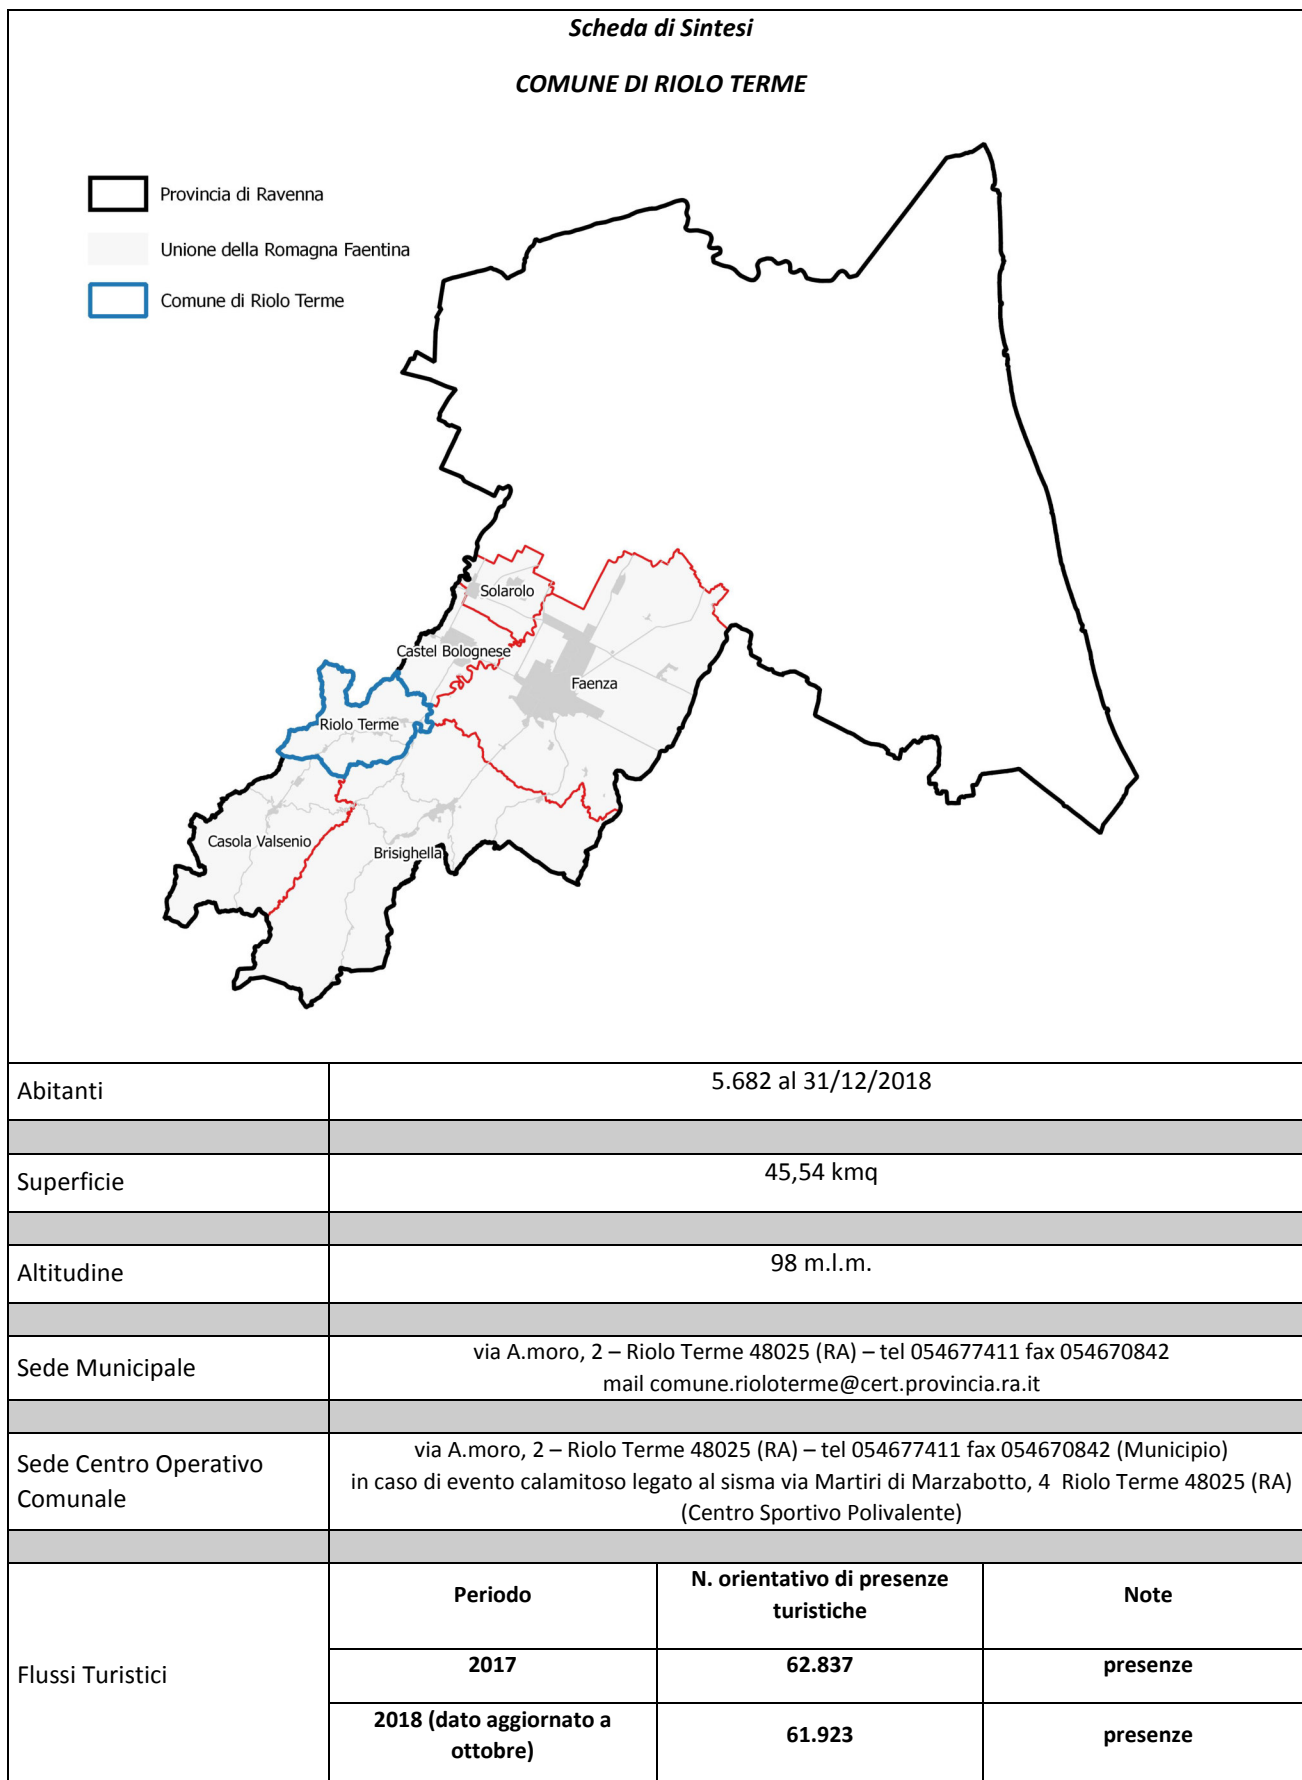 Scheda di Sintesi
COMUNE DI RIOLO TERME
Provincia di Ravenna
Unione della Romagna Faentina
Comune di Riolo Terme
Solarolo
Castel Bolognese
Faenza
Riolo Terme
Casola Valsenio
Brisighella
Abitanti
5.682 al 31/12/2018
Superficie
45,54 kmq
Altitudine
98 m.l.m.
Sede Municipale
via A.moro, 2 – Riolo Terme 48025 (RA) – tel 054677411 fax 054670842
mail comune.rioloterme@cert.provincia.ra.it
Sede Centro Operativo
Comunale
via A.moro, 2 – Riolo Terme 48025 (RA) – tel 054677411 fax 054670842 (Municipio)
in caso di evento calamitoso legato al sisma via Martiri di Marzabotto, 4 Riolo Terme 48025 (RA)
(Centro Sportivo Polivalente)
Flussi Turistici
Periodo
N. orientativo di presenze
turistiche
Note
2017
62.837
presenze
2018 (dato aggiornato a
ottobre)
61.923
presenze